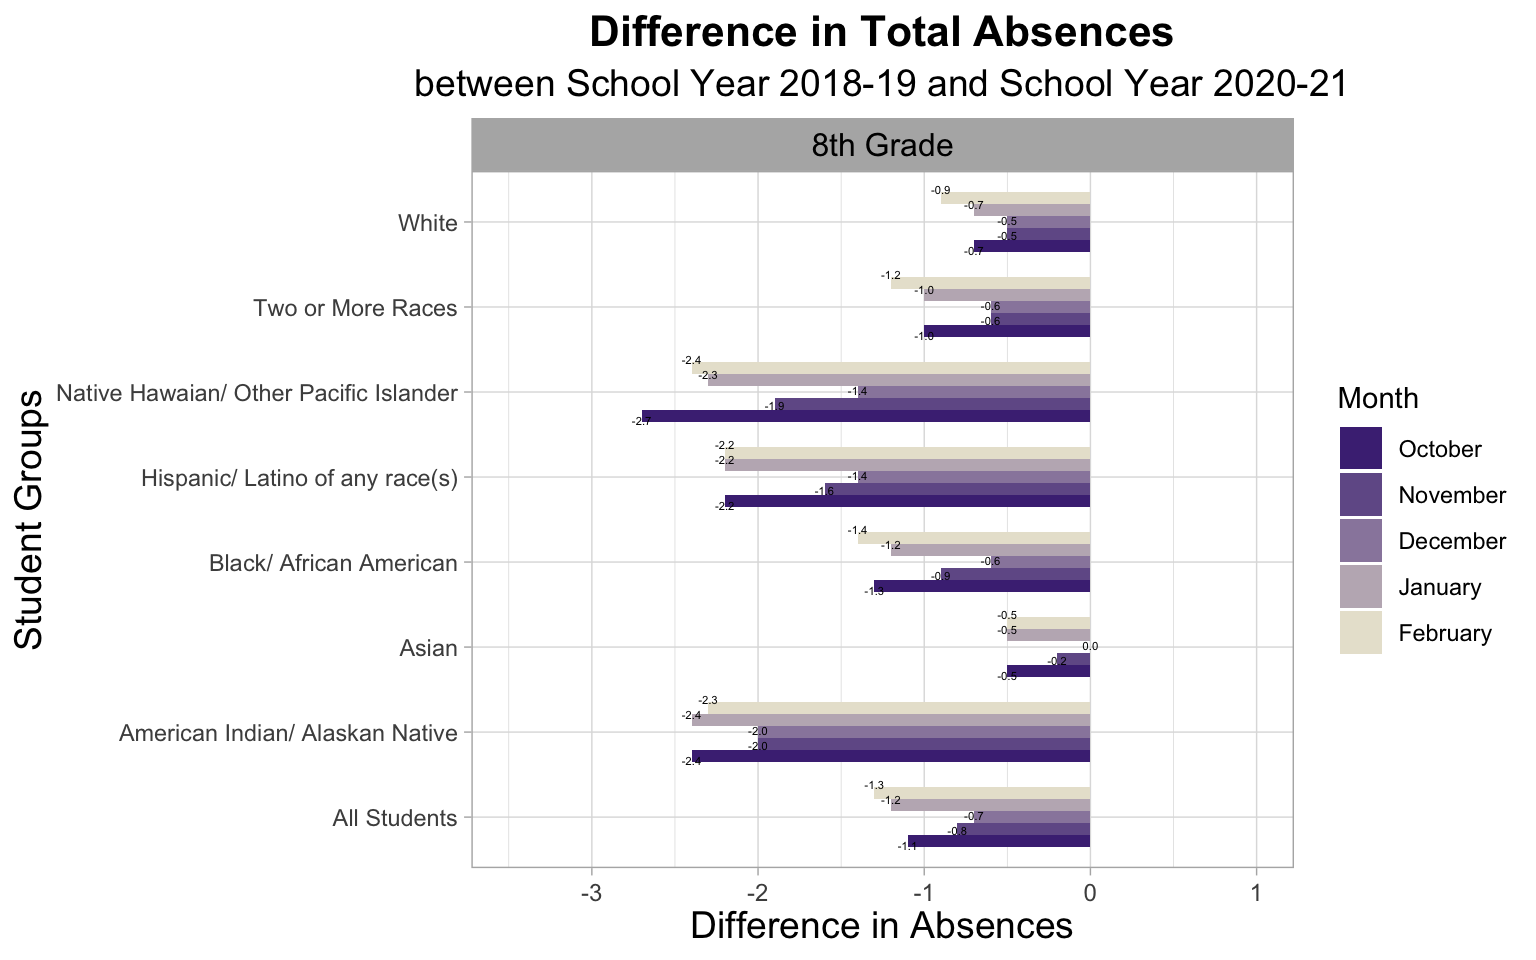 Difference in Total Absences
between School Year 2018-19 and School Year 2020-21
8th Grade
Student Groups
White
-0.9
-0.7
-0.5
-0.5
-0.7
Two or More Races
-1.2
-1.0
-0.6
-0.6
-1.0
Native Hawaian/ Other Pacific Islander
-2.4
-2.3
-1.4
-1.9
-2.7
Hispanic/ Latino of any race(s)
-2.2
-2.2
-1.4
-1.6
-2.2
Black/ African American
-1.4
-1.2
-0.6
-0.9
-1.3
Asian
-0.5
-0.5
0.0
-0.2
-0.5
American Indian/ Alaskan Native
-2.3
-2.4
-2.0
-2.0
-2.4
All Students
-1.3
-1.2
-0.7
-0.8
-1.1
-3 -2 -1 0 1
Difference in Absences
Month
October
November
December
January
February